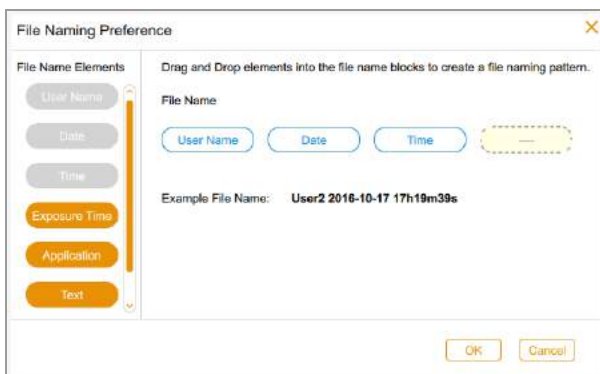 File Naming Preference
File Name Elements
User Name
Date
Time
Exposure Time
Application
Text
Drag and Drop elements into the file name blocks to create a file naming pattern.
File Name
User Name Date Time ----
Example File Name: User2 2016-10-17 17h19m39s
OK Cancel